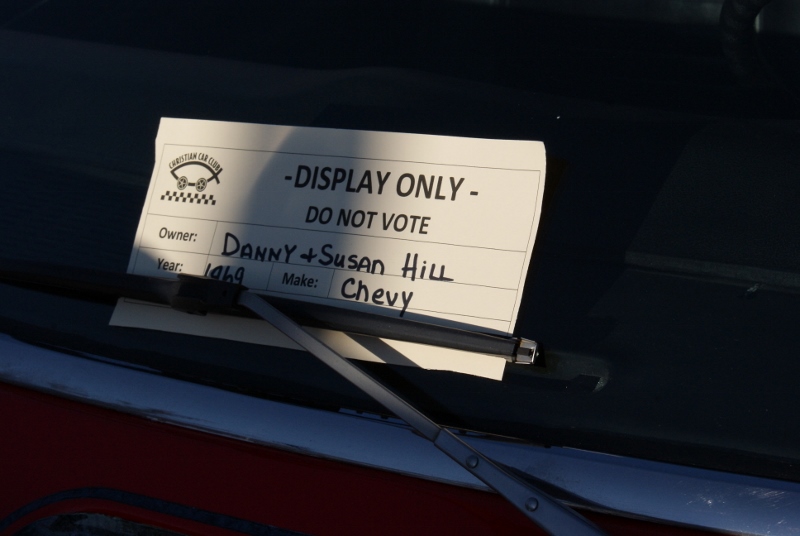 CHRISTIAN CAR CLUB
-DISPLAY ONLY-
DO NOT VOTE
Owner: DANNY + SUSAN HILL
Year: 1969 Make: Chevy